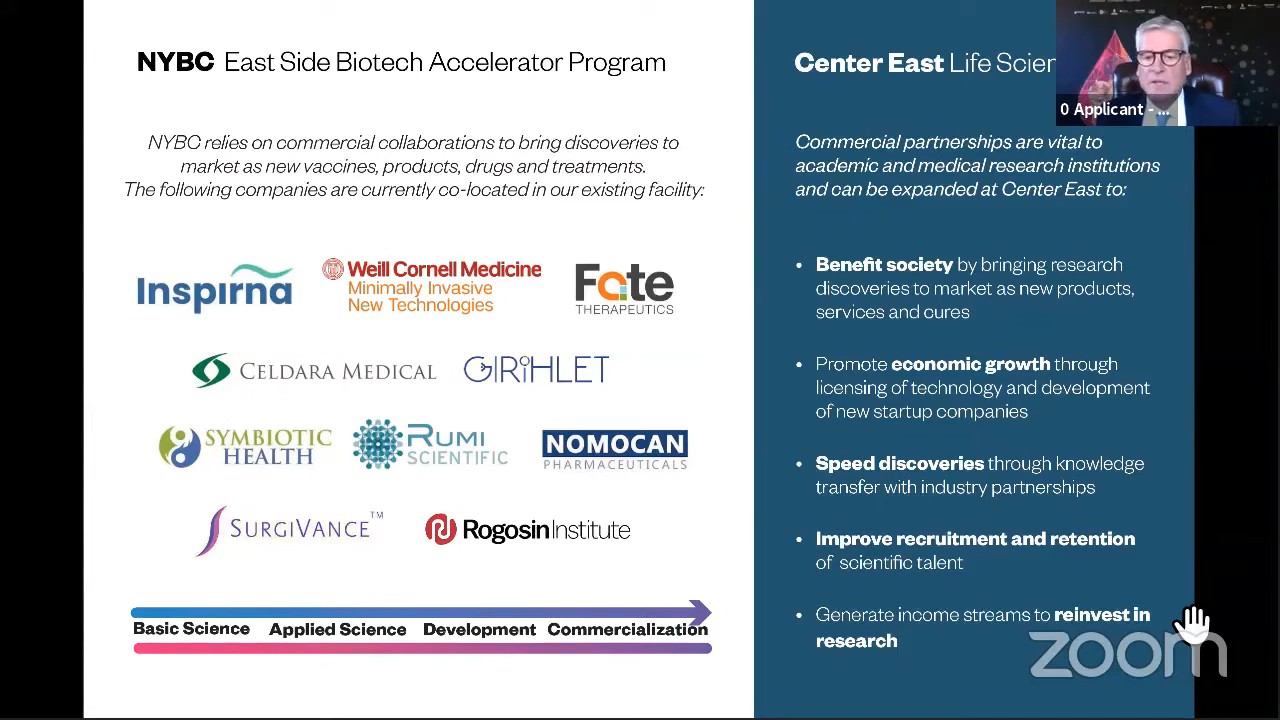 NYBC East Side Biotech Accelerator Program
NYBC relies on commercial collaborations to bring discoveries to
market as new vaccines, products, drugs and treatments.
The following companies are currently co-located in our existing facility:
Inspirna
Weill Cornell Medicine
Minimally Invasive
New Technologies
Fate
THERAPEUTICS
CELDARA MEDICAL
GIRIHLET
SYMBIOTIC
HEALTH
RUMI
SCIENTIFIC
NOMOCAN
PHARMACEUTICALS
SURGIVANCE™
Rogosin Institute
Basic Science Applied Science Development Commercialization
Center East Life Scien
0 Applicant - ...
Commercial partnerships are vital to
academic and medical research institutions
and can be expanded at Center East to:
• Benefit society by bringing research
discoveries to market as new products,
services and cures
• Promote economic growth through
licensing of technology and development
of new startup companies
• Speed discoveries through knowledge
transfer with industry partnerships
• Improve recruitment and retention
of scientific talent
• Generate income streams to reinvest in
research
zoom